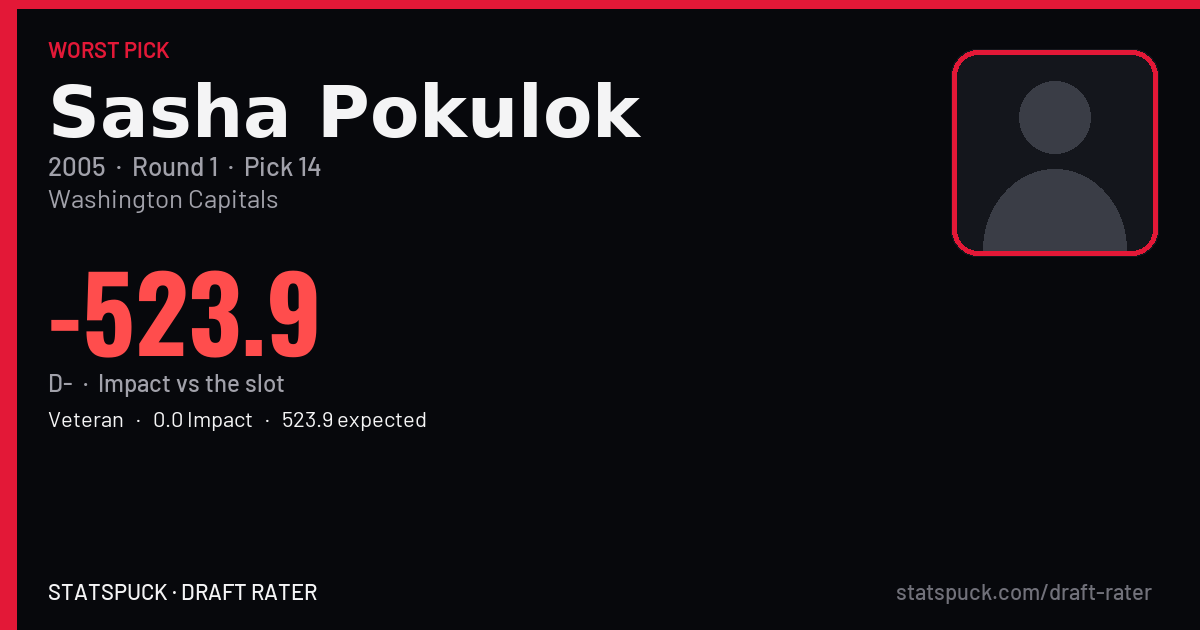 WORST PICK
Sasha Pokulok
2005 · Round 1 · Pick 14
Washington Capitals
-523.9
D- · Impact vs the slot
Veteran · 0.0 Impact · 523.9 expected
STATSPUCK · DRAFT RATER
statspuck.com/draft-rater